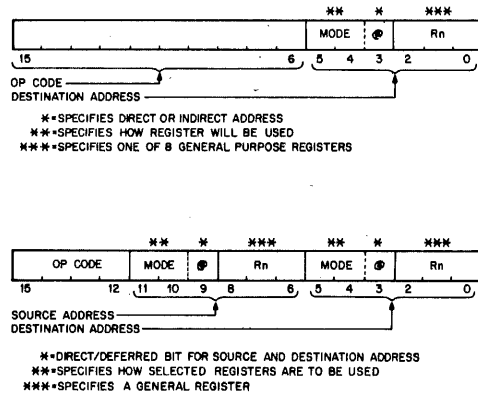 ** * ***
MODE @ Rn
15 6 5 4 3 2 0
OP CODE
DESTINATION ADDRESS
*=SPECIFIES DIRECT OR INDIRECT ADDRESS
**=SPECIFIES HOW REGISTER WILL BE USED
***=SPECIFIES ONE OF 8 GENERAL PURPOSE REGISTERS
** * *** ** * ***
OP CODE MODE @ Rn MODE @ Rn
15 12 11 10 9 8 6 5 4 3 2 0
SOURCE ADDRESS
DESTINATION ADDRESS
*=DIRECT/DEFERRED BIT FOR SOURCE AND DESTINATION ADDRESS
**=SPECIFIES HOW SELECTED REGISTERS ARE TO BE USED
***=SPECIFIES A GENERAL REGISTER